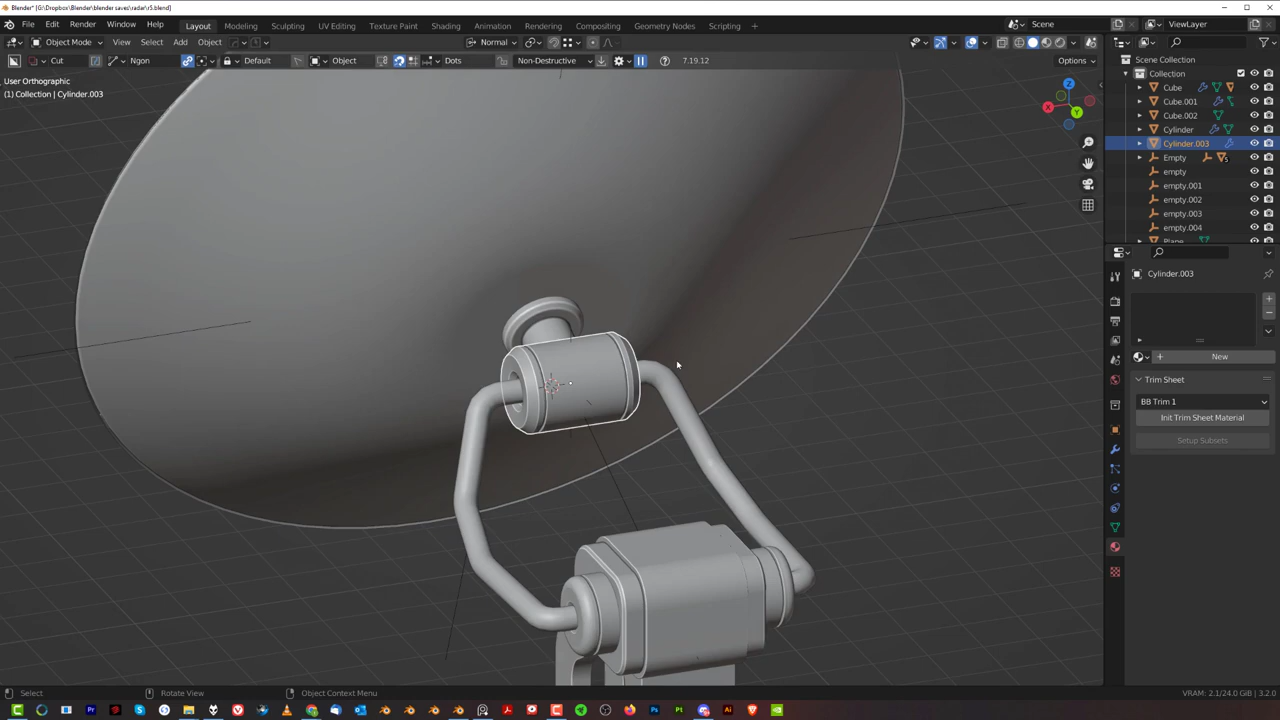 Blender* [G:\Dropbox\Blender\blender saves\radar\r5.blend]
File Edit Render Window Help Layout Modeling Sculpting UV Editing Texture Paint Shading Animation Rendering Compositing Geometry Nodes Scripting + Scene ViewLayer
Object Mode View Select Add Object Normal
Cut Ngon Default Object Dots Non-Destructive 7.19.12 Options
User Orthographic
(1) Collection | Cylinder.003
Z
X
Y
Scene Collection
Collection
Cube
Cube.001
Cube.002
Cylinder
Cylinder.003
Empty 5
empty
empty.001
empty.002
empty.003
empty.004
Plane
Cylinder.003
+
New
Trim Sheet
BB Trim 1
Init Trim Sheet Material
Setup Subsets
Select Rotate View Object Context Menu VRAM: 2.1/24.0 GiB | 3.2.0